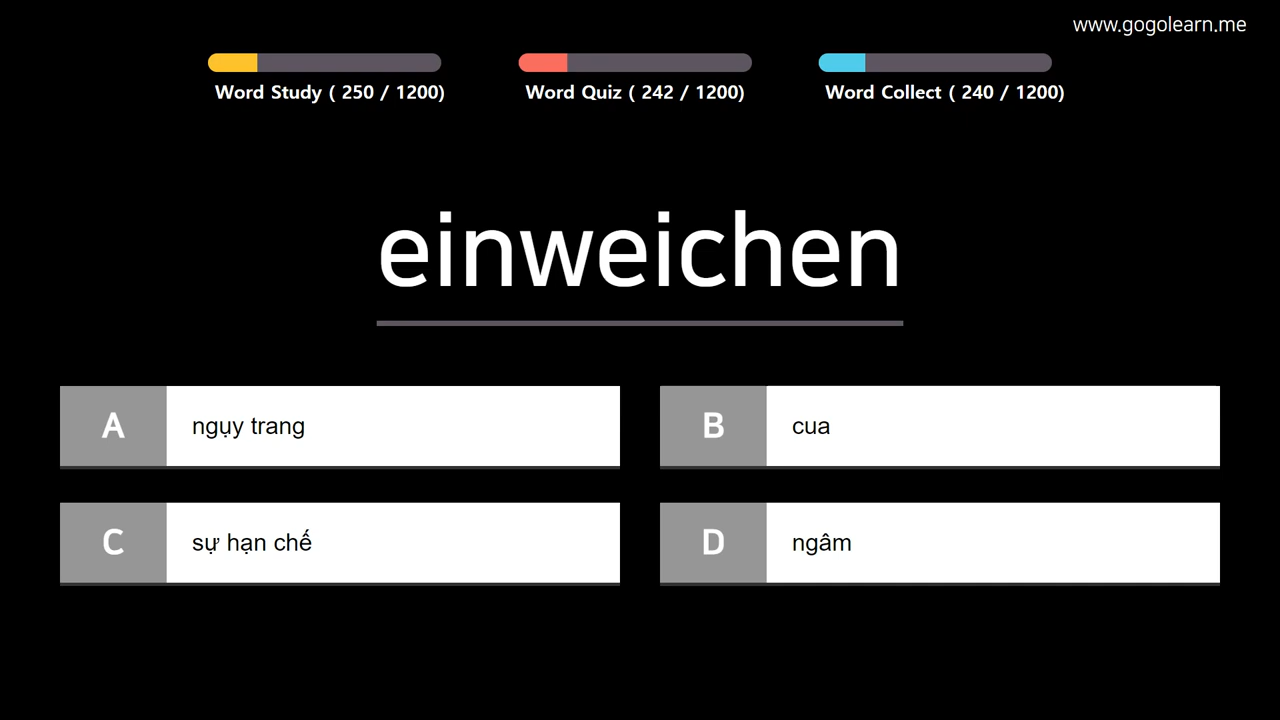 www.gogolearn.me
Word Study ( 250 / 1200)
Word Quiz ( 242 / 1200)
Word Collect ( 240 / 1200)
einweichen
A ngụy trang
B cua
C sự hạn chế
D ngâm